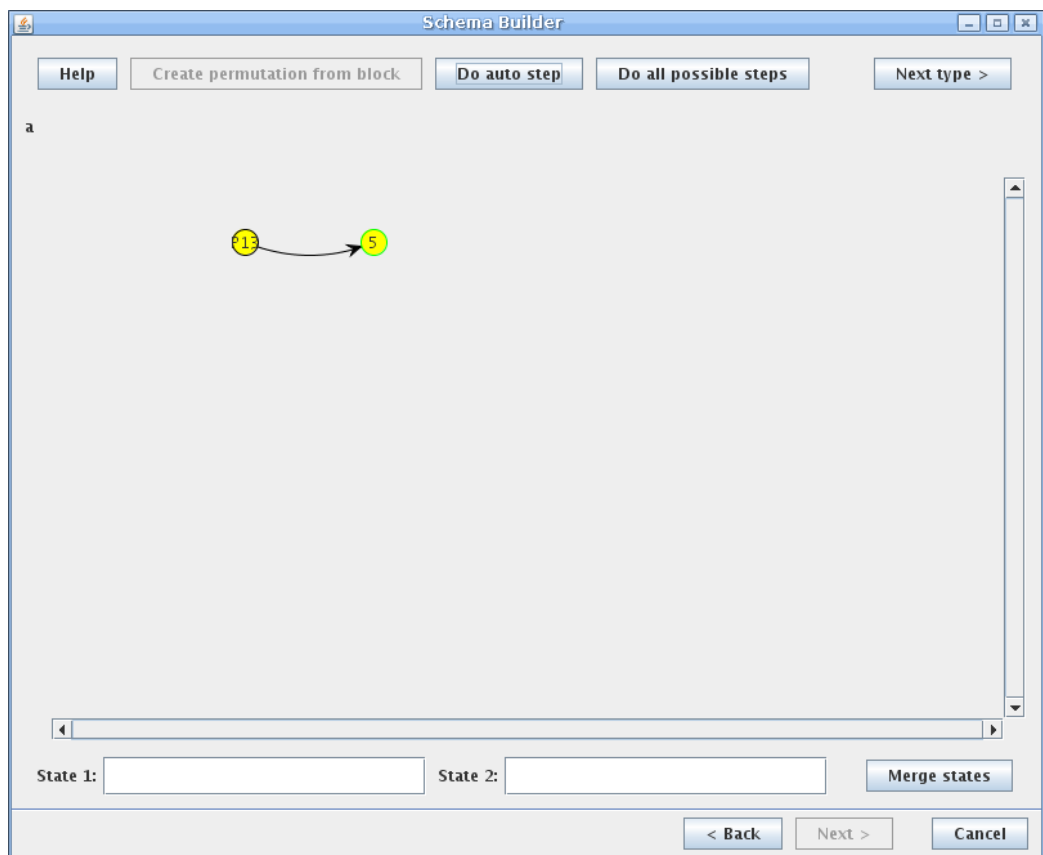 Schema Builder
Help Create permutation from block Do auto step Do all possible steps Next type >
a
P13 5
State 1: State 2: Merge states
< Back Next > Cancel